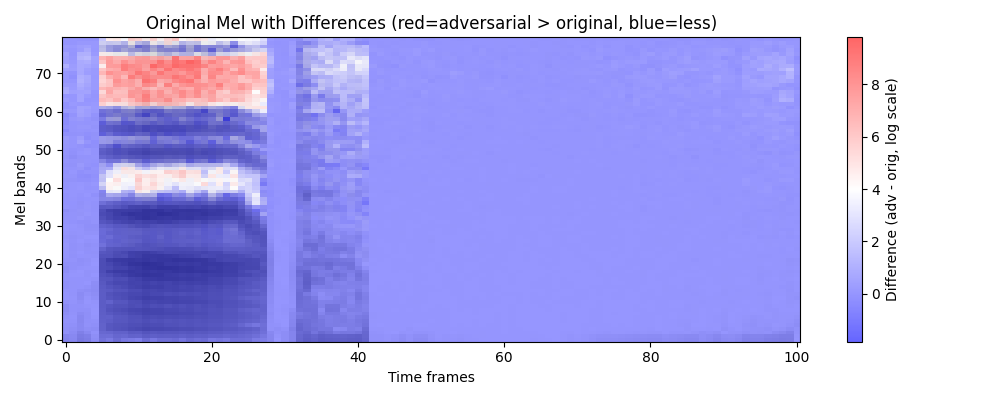 Original Mel with Differences (red=adversarial > original, blue=less)
Mel bands
70
60
50
40
30
20
10
0
0 20 40 60 80 100
Time frames
8
6
4
2
0
Difference (adv - orig, log scale)